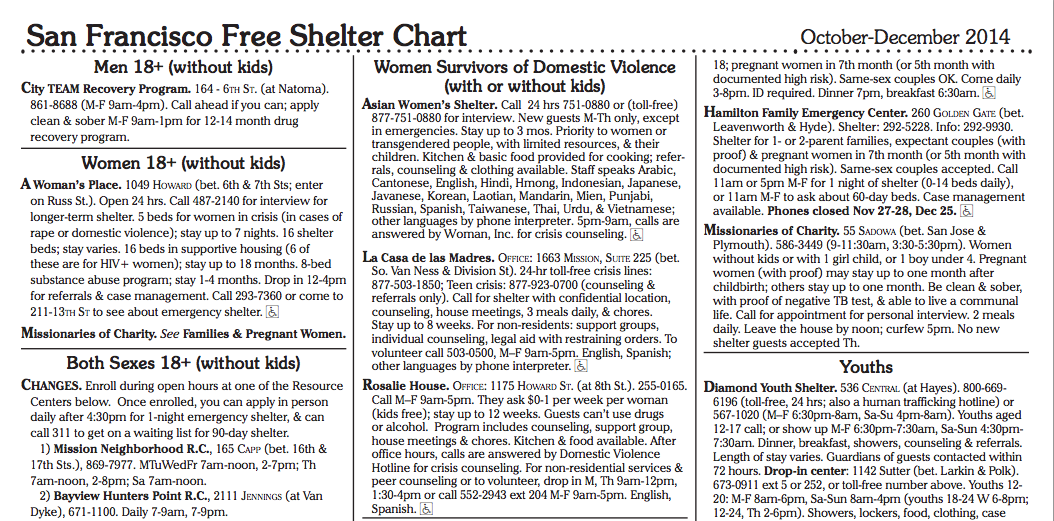 San Francisco Free Shelter Chart
October-December 2014
Men 18+ (without kids)
City TEAM Recovery Program. 164 - 6TH ST. (at Natoma).
861-8688 (M-F 9am-4pm). Call ahead if you can; apply
clean & sober M-F 9am-1pm for 12-14 month drug
recovery program.
Women 18+ (without kids)
A Woman's Place. 1049 HOWARD (bet. 6th & 7th Sts; enter
on Russ St.). Open 24 hrs. Call 487-2140 for interview for
longer-term shelter. 5 beds for women in crisis (in cases of
rape or domestic violence); stay up to 7 nights. 16 shelter
beds; stay varies. 16 beds in supportive housing (6 of
these are for HIV+ women); stay up to 18 months. 8-bed
substance abuse program; stay 1-4 months. Drop in 12-4pm
for referrals & case management. Call 293-7360 or come to
211-13TH ST to see about emergency shelter.
Missionaries of Charity. See Families & Pregnant Women.
Both Sexes 18+ (without kids)
CHANGES. Enroll during open hours at one of the Resource
Centers below. Once enrolled, you can apply in person
daily after 4:30pm for 1-night emergency shelter, & can
call 311 to get on a waiting list for 90-day shelter.
1) Mission Neighborhood R.C., 165 CAPP (bet. 16th &
17th Sts.), 869-7977. MTuWedFr 7am-noon, 2-7pm; Th
7am-noon, 2-8pm; Sa 7am-noon.
2) Bayview Hunters Point R.C., 2111 JENNINGS (at Van
Dyke), 671-1100. Daily 7-9am, 7-9pm.
Women Survivors of Domestic Violence
(with or without kids)
Asian Women's Shelter. Call 24 hrs 751-0880 or (toll-free)
877-751-0880 for interview. New guests M-Th only, except
in emergencies. Stay up to 3 mos. Priority to women or
transgendered people, with limited resources, & their
children. Kitchen & basic food provided for cooking; refer-
rals, counseling & clothing available. Staff speaks Arabic,
Cantonese, English, Hindi, Hmong, Indonesian, Japanese,
Javanese, Korean, Laotian, Mandarin, Mien, Punjabi,
Russian, Spanish, Taiwanese, Thai, Urdu, & Vietnamese;
other languages by phone interpreter. 5pm-9am, calls are
answered by Woman, Inc. for crisis counseling.
La Casa de las Madres. OFFICE: 1663 MISSION, SUITE 225 (bet.
So. Van Ness & Division St). 24-hr toll-free crisis lines:
877-503-1850; Teen crisis: 877-923-0700 (counseling &
referrals only). Call for shelter with confidential location,
counseling, house meetings, 3 meals daily, & chores.
Stay up to 8 weeks. For non-residents: support groups,
individual counseling, legal aid with restraining orders. To
volunteer call 503-0500, M–F 9am-5pm. English, Spanish;
other languages by phone interpreter.
Rosalie House. OFFICE: 1175 HOWARD ST. (at 8th St.). 255-0165.
Call M–F 9am-5pm. They ask $0-1 per week per woman
(kids free); stay up to 12 weeks. Guests can't use drugs
or alcohol. Program includes counseling, support group,
house meetings & chores. Kitchen & food available. After
office hours, calls are answered by Domestic Violence
Hotline for crisis counseling. For non-residential services &
peer counseling or to volunteer, drop in M, Th 9am-12pm,
1:30-4pm or call 552-2943 ext 204 M-F 9am-5pm. English,
Spanish.
18; pregnant women in 7th month (or 5th month with
documented high risk). Same-sex couples OK. Come daily
3-8pm. ID required. Dinner 7pm, breakfast 6:30am.
Hamilton Family Emergency Center. 260 GOLDEN GATE (bet.
Leavenworth & Hyde). Shelter: 292-5228. Info: 292-9930.
Shelter for 1- or 2-parent families, expectant couples (with
proof) & pregnant women in 7th month (or 5th month with
documented high risk). Same-sex couples accepted. Call
11am or 5pm M-F for 1 night of shelter (0-14 beds daily),
or 11am M-F to ask about 60-day beds. Case management
available. Phones closed Nov 27-28, Dec 25.
Missionaries of Charity. 55 SADOWA (bet. San Jose &
Plymouth). 586-3449 (9-11:30am, 3:30-5:30pm). Women
without kids or with 1 girl child, or 1 boy under 4. Pregnant
women (with proof) may stay up to one month after
childbirth; others stay up to one month. Be clean & sober,
with proof of negative TB test, & able to live a communal
life. Call for appointment for personal interview. 2 meals
daily. Leave the house by noon; curfew 5pm. No new
shelter guests accepted Th.
Youths
Diamond Youth Shelter. 536 CENTRAL (at Hayes). 800-669-
6196 (toll-free, 24 hrs; also a human trafficking hotline) or
567-1020 (M–F 6:30pm-8am, Sa-Su 4pm-8am). Youths aged
12-17 call; or show up M-F 6:30pm-7:30am, Sa-Sun 4:30pm-
7:30am. Dinner, breakfast, showers, counseling & referrals.
Length of stay varies. Guardians of guests contacted within
72 hours. Drop-in center: 1142 Sutter (bet. Larkin & Polk).
673-0911 ext 5 or 252, or toll-free number above. Youths 12-
20: M-F 8am-6pm, Sa-Sun 8am-4pm (youths 18-24 W 6-8pm;
12-24, Th 2-6pm). Showers, lockers, food, clothing, case